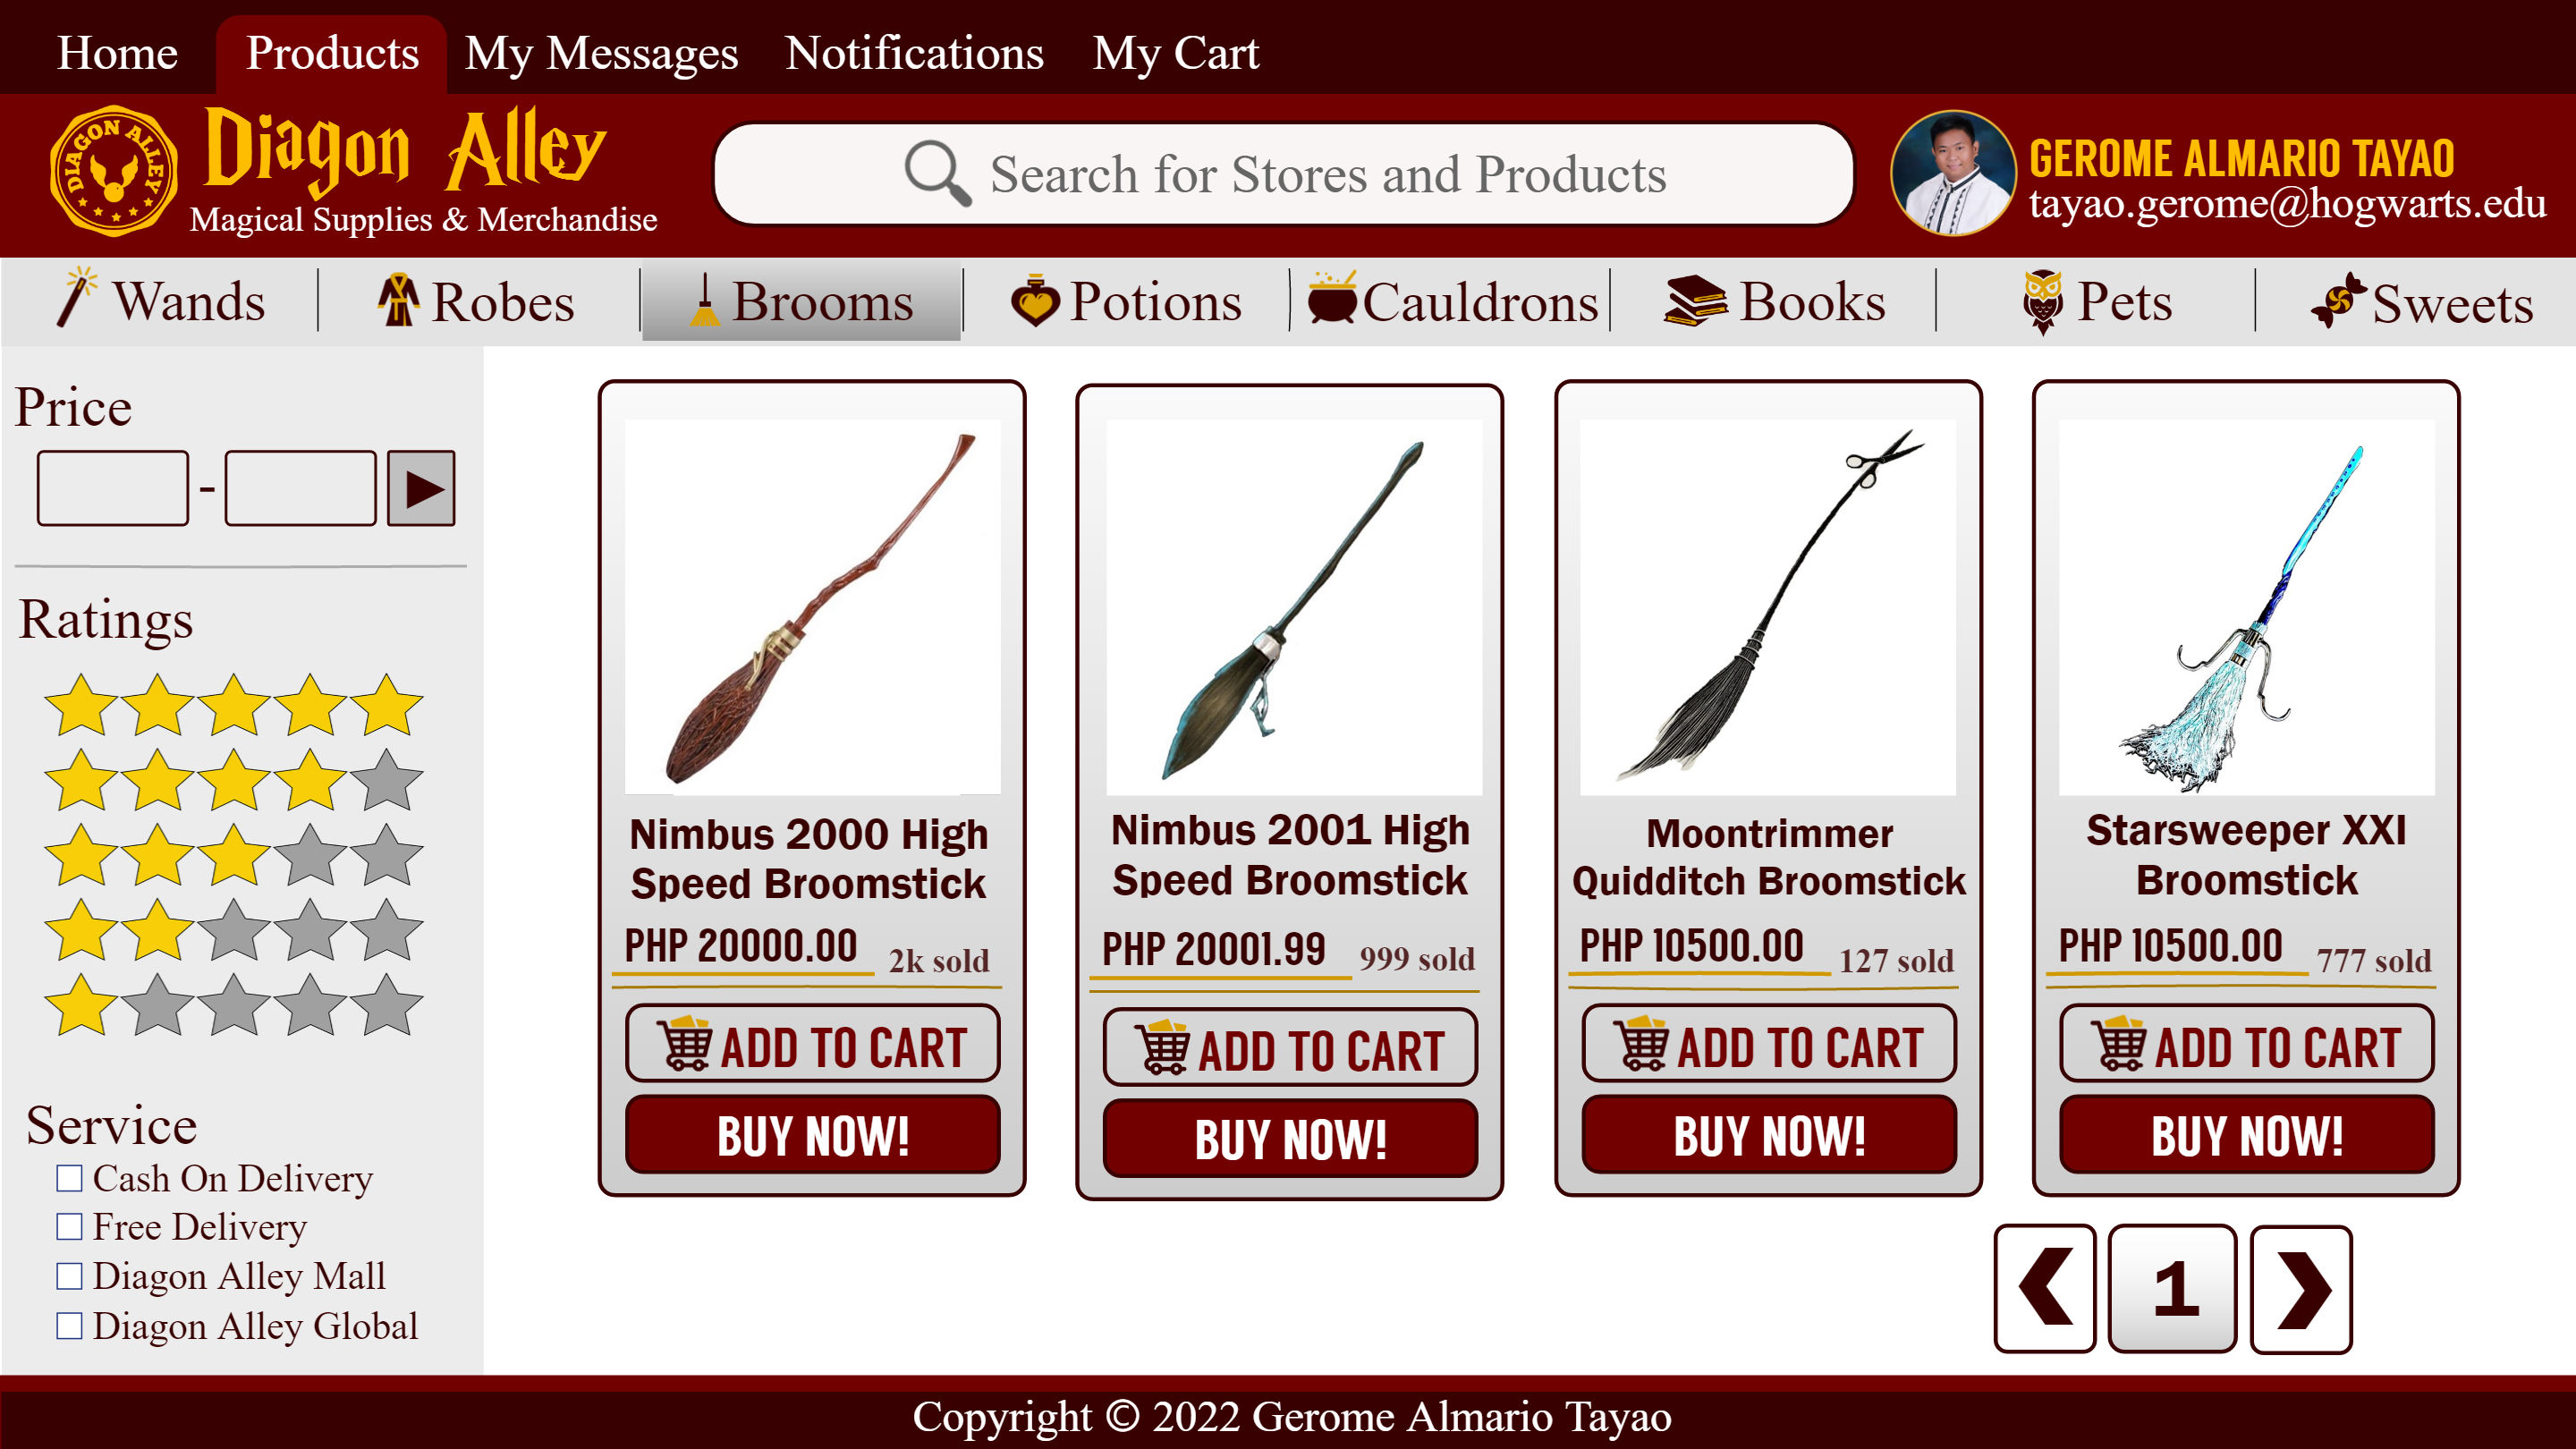 Home Products My Messages Notifications My Cart
DIAGON ALLEY
Diagon Alley
Magical Supplies & Merchandise
Search for Stores and Products
GEROME ALMARIO TAYAO
tayao.gerome@hogwarts.edu
Wands Robes Brooms Potions Cauldrons Books Pets Sweets
Price
-
Ratings
Service
Cash On Delivery
Free Delivery
Diagon Alley Mall
Diagon Alley Global
Nimbus 2000 High
Speed Broomstick
PHP 20000.00 2k sold
ADD TO CART
BUY NOW!
Nimbus 2001 High
Speed Broomstick
PHP 20001.99 999 sold
ADD TO CART
BUY NOW!
Moontrimmer
Quidditch Broomstick
PHP 10500.00 127 sold
ADD TO CART
BUY NOW!
Starsweeper XXI
Broomstick
PHP 10500.00 777 sold
ADD TO CART
BUY NOW!
1
Copyright © 2022 Gerome Almario Tayao